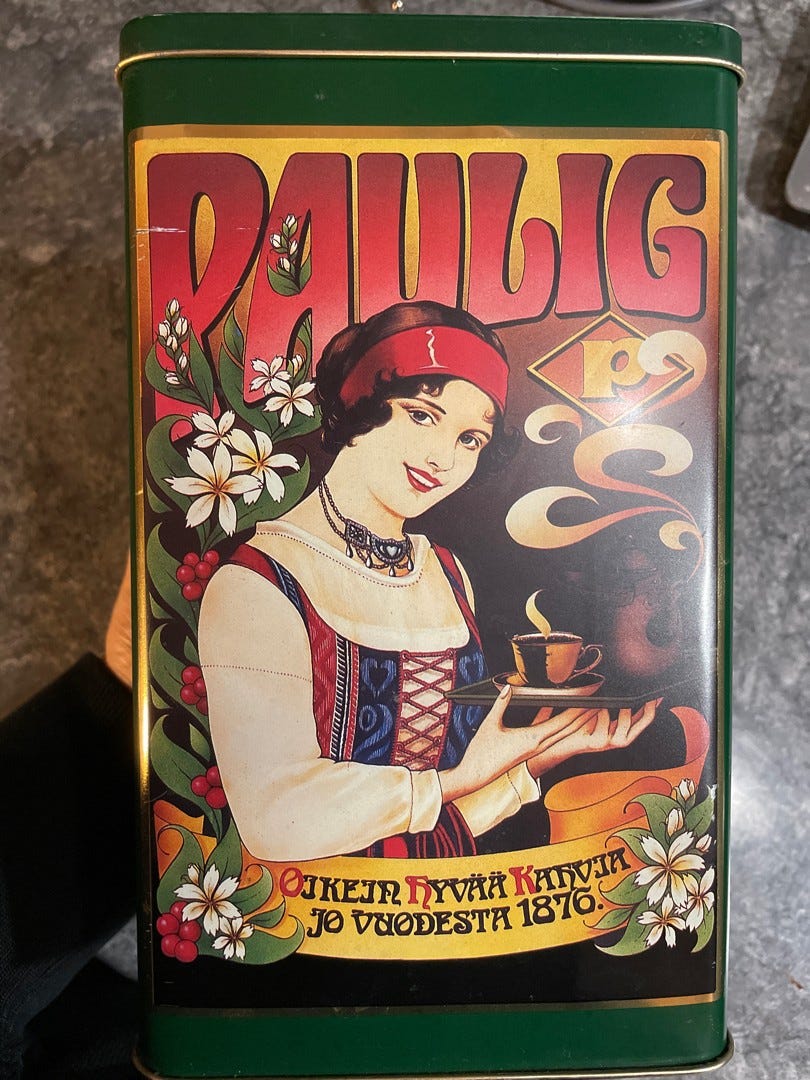 PAULIG
P
OIKEIN HYVÄÄ KAHVIA
JO VUODESTA 1876.